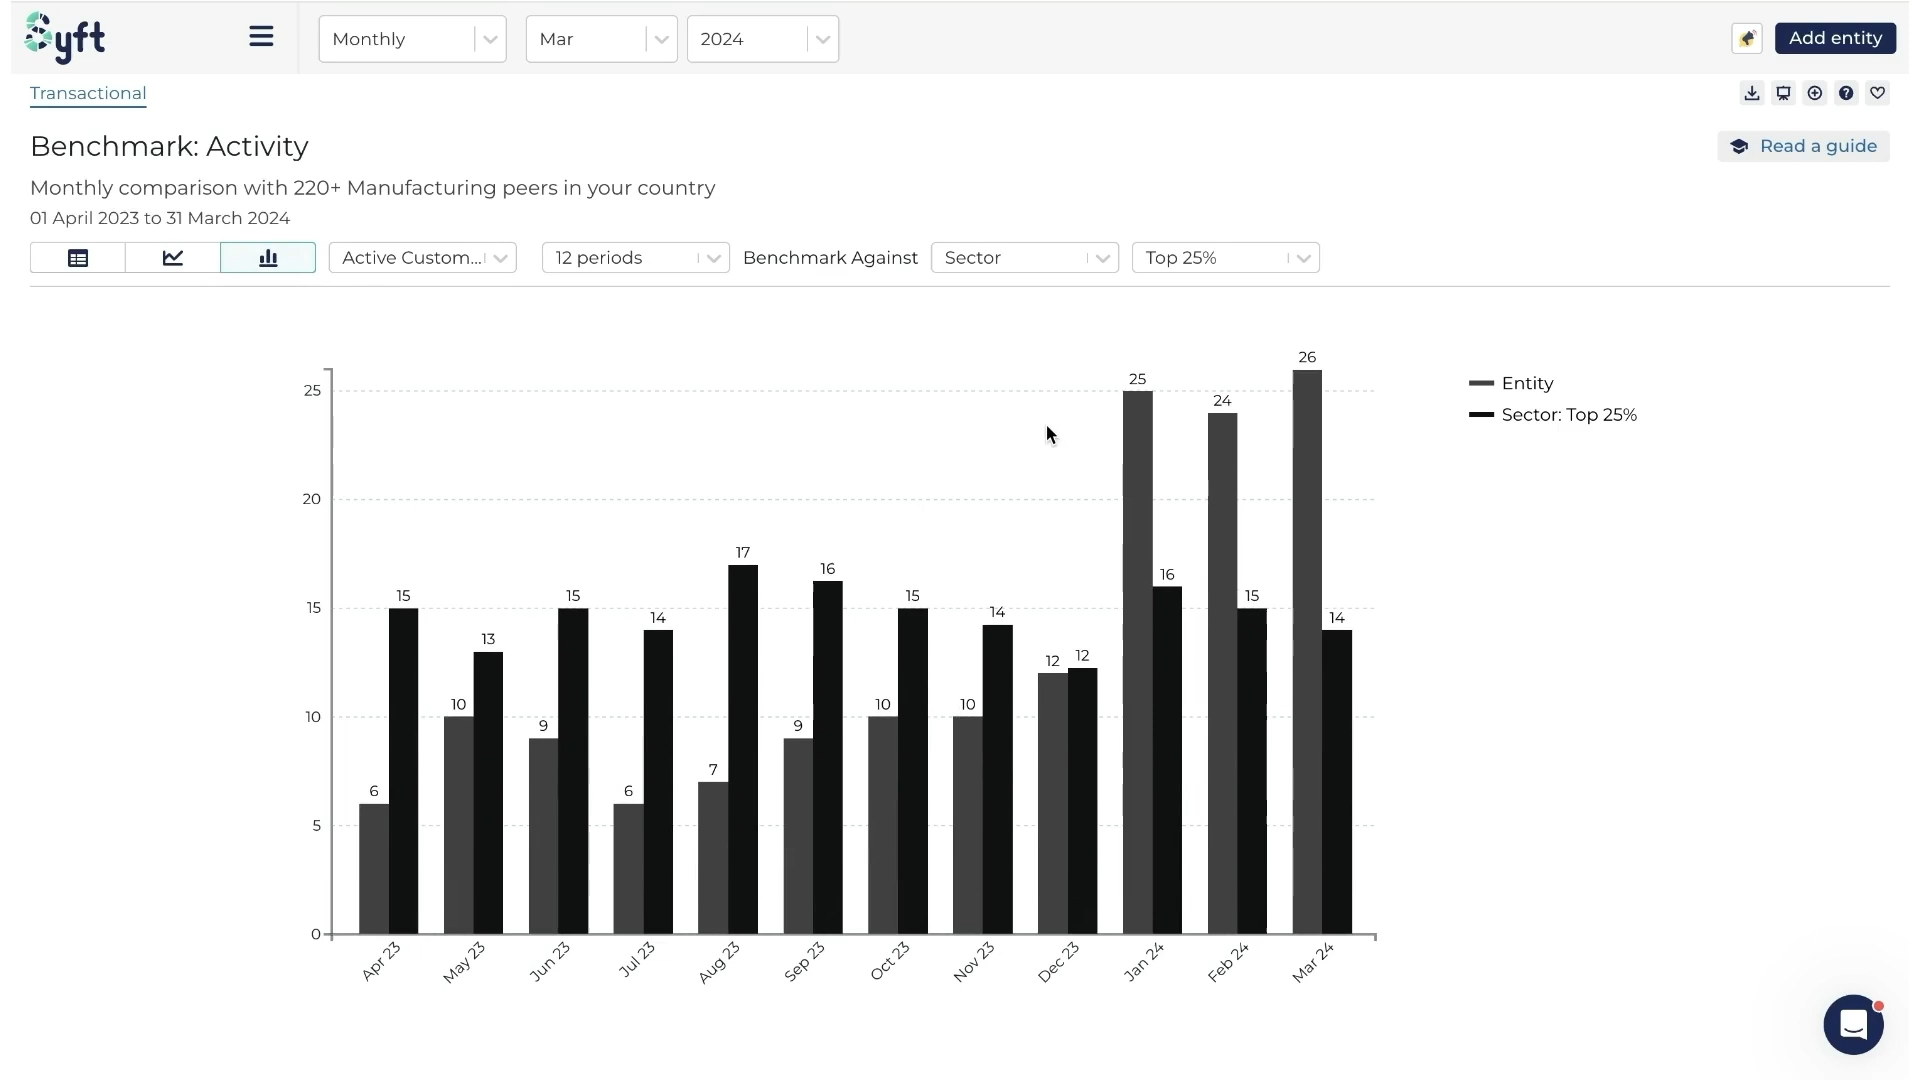 Syft
Monthly
Mar
2024
Add entity
Transactional
Benchmark: Activity
Read a guide
Monthly comparison with 220+ Manufacturing peers in your country
01 April 2023 to 31 March 2024
Active Custom...
12 periods
Benchmark Against
Sector
Top 25%
Entity
Sector: Top 25%
25
20
15
10
5
0
6
15
10
13
9
15
6
14
7
17
9
16
10
15
10
14
12
12
25
16
24
15
26
14
Apr 23
May 23
Jun 23
Jul 23
Aug 23
Sep 23
Oct 23
Nov 23
Dec 23
Jan 24
Feb 24
Mar 24